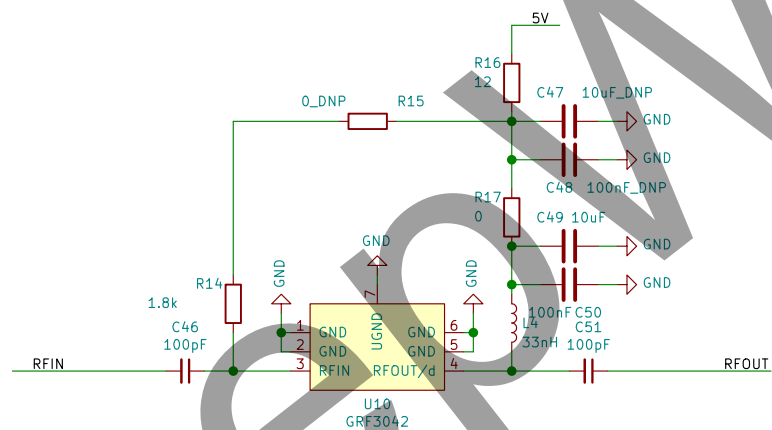 5V
R16
12
C47 10uF_DNP
0_DNP R15
GND
GND
C48 100nF_DNP
R17
0
C49 10uF
GND
GND
GND
GND
GND
R14
1.8k
100nF C50
L4
33nH
C46
100pF
C51
100pF
7
UGND
1 GND
2 GND
3 RFIN
GND 6
GND 5
RFOUT/d 4
RFIN
RFOUT
U10
GRF3042